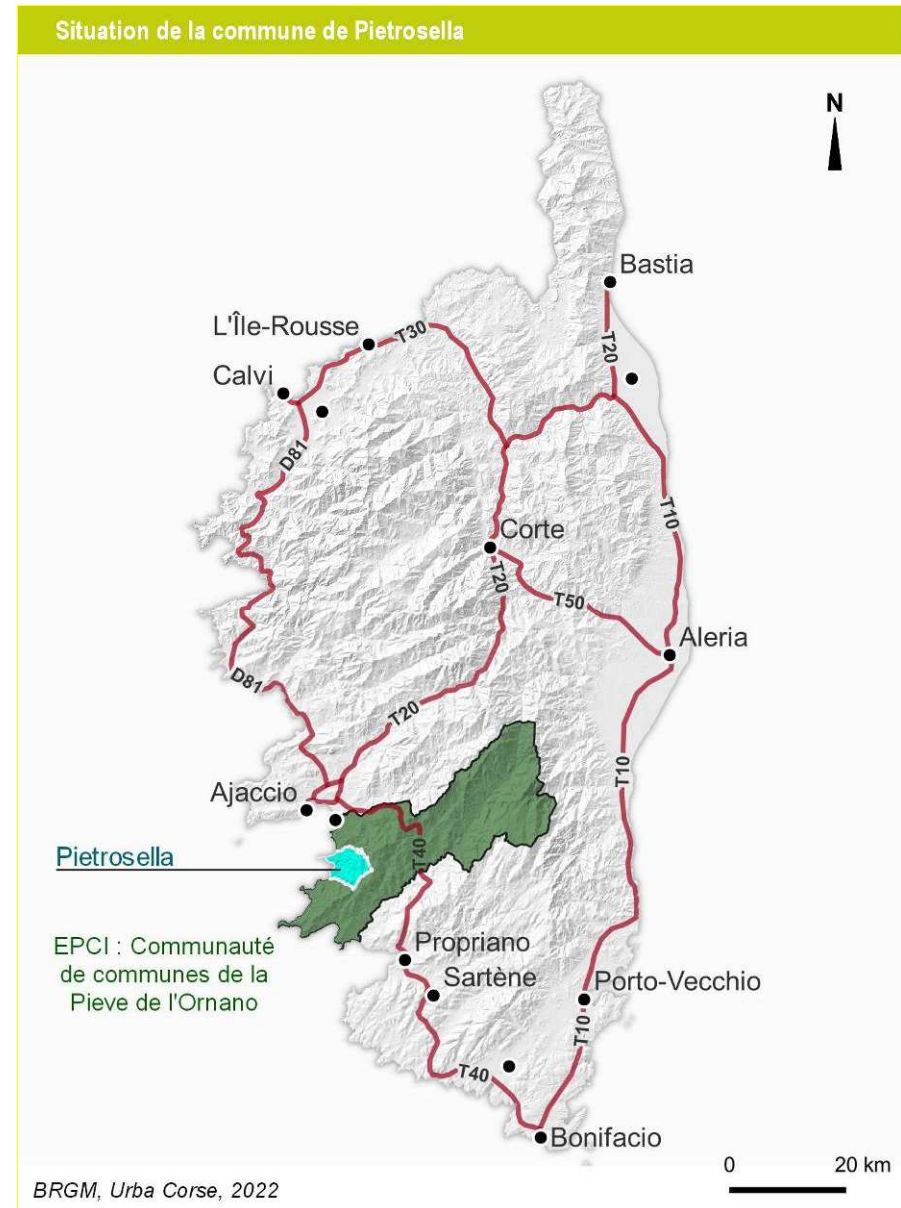 Situation de la commune de Pietrosella
N
Bastia
L'Île-Rousse
T30
T20
Calvi
D81
T10
Corte
T20
T50
Aleria
D81
T20
T10
Ajaccio
T40
Pietrosella
EPCI : Communauté
de communes de la
Pieve de l'Ornano
Propriano
Sartène
Porto-Vecchio
T10
T40
Bonifacio
0 20 km
BRGM, Urba Corse, 2022